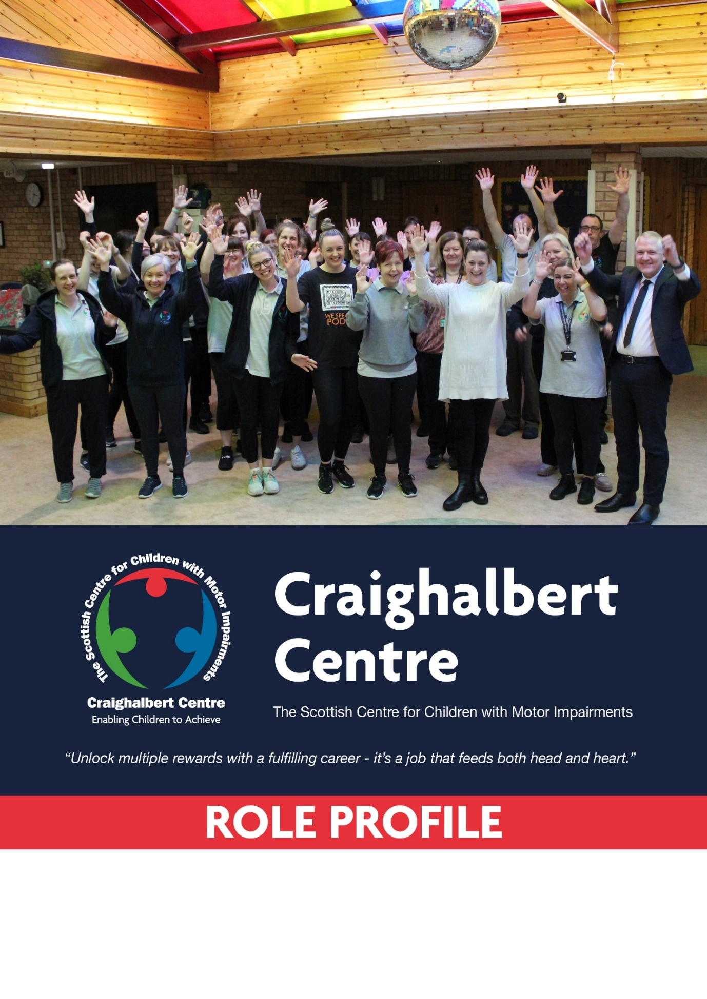 WE SPEA
POD
The Scottish Centre for Children with Motor Impairments
Craighalbert Centre
Enabling Children to Achieve
Craighalbert
Centre
The Scottish Centre for Children with Motor Impairments
“Unlock multiple rewards with a fulfilling career - it’s a job that feeds both head and heart.”
ROLE PROFILE